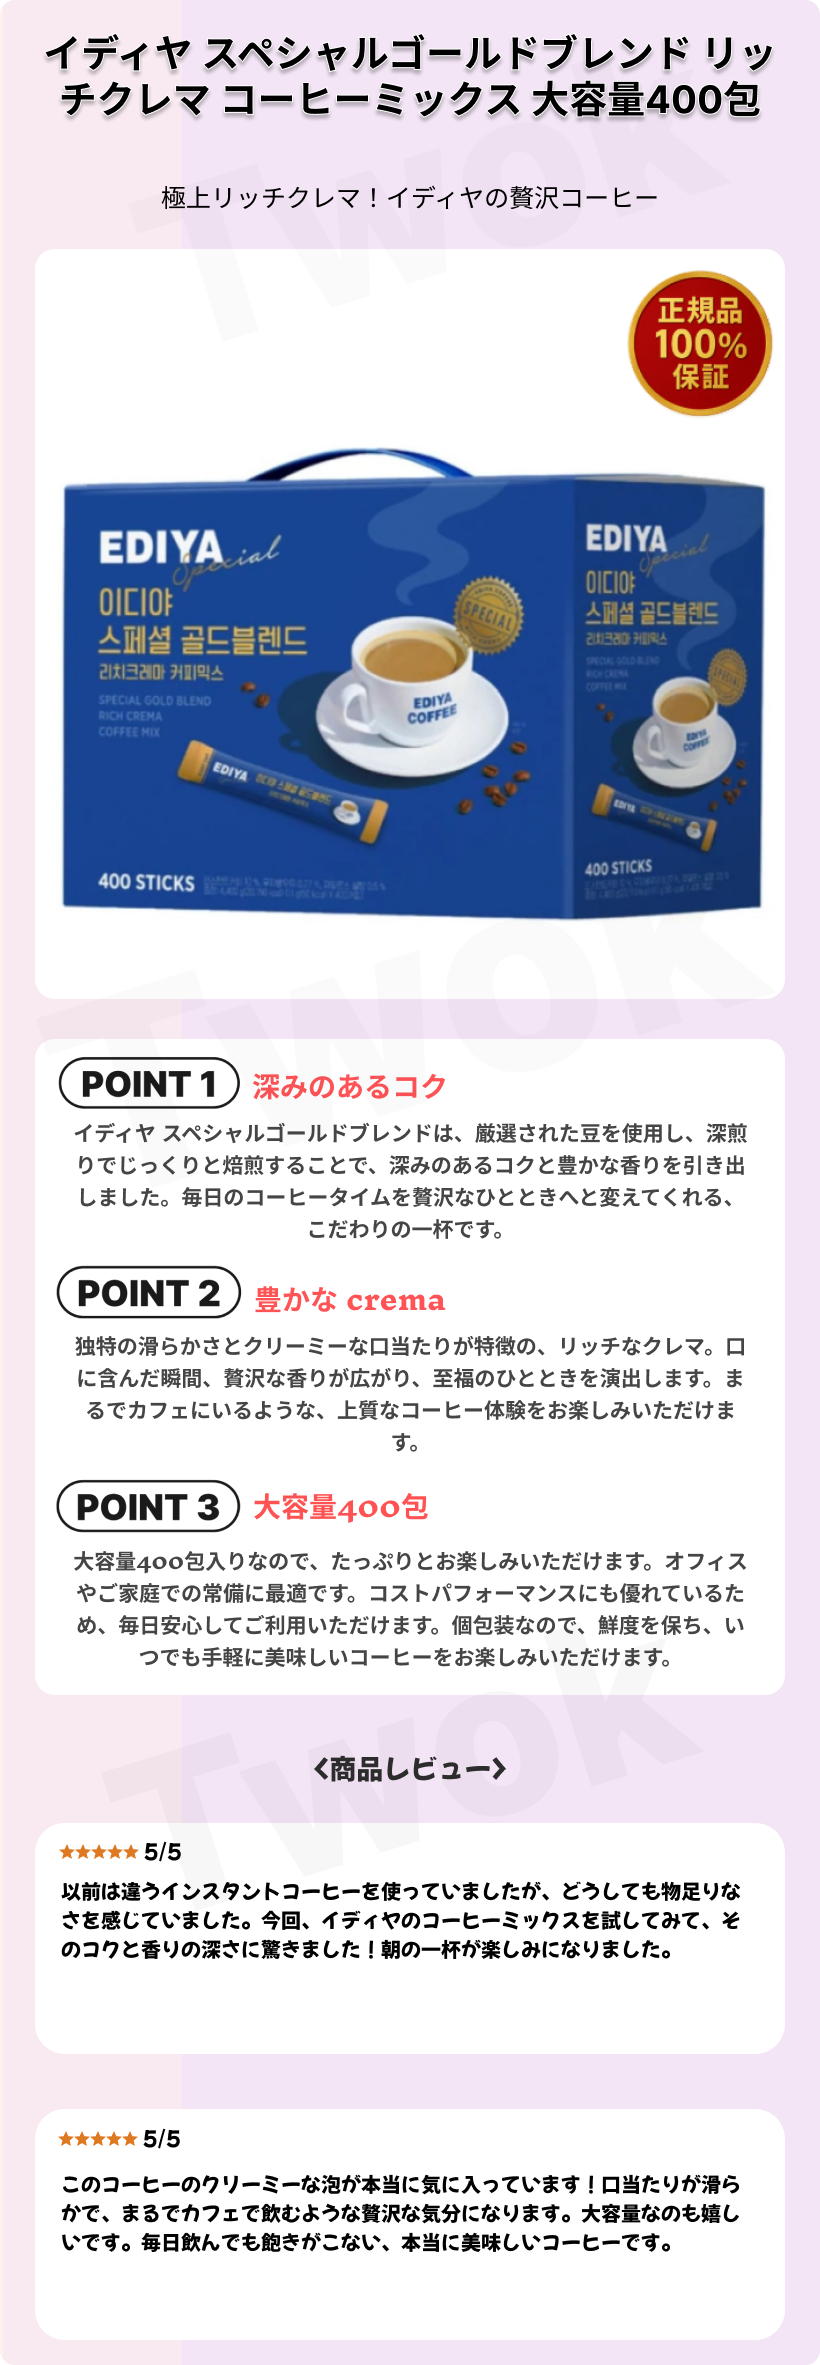 イディヤ スペシャルゴールドブレンド リッ
チクレマ コーヒーミックス 大容量400包
極上リッチクレマ！イディヤの贅沢コーヒー
正規品
100%
保証
EDIYA
Special
이디야
스페셜 골드블렌드
리치크레마 커피믹스
SPECIAL GOLD BLEND
RICH CREMA
COFFEE MIX
SPECIAL
EDIYA
COFFEE
EDIYA
400 STICKS
EDIYA
Special
이디야
스페셜 골드블렌드
리치크레마 커피믹스
SPECIAL GOLD BLEND
RICH CREMA
COFFEE MIX
SPECIAL
EDIYA
COFFEE
EDIYA
400 STICKS
POINT 1 深みのあるコク
イディヤ スペシャルゴールドブレンドは、厳選された豆を使用し、深煎
りでじっくりと焙煎することで、深みのあるコクと豊かな香りを引き出
しました。毎日のコーヒータイムを贅沢なひとときへと変えてくれる、
こだわりの一杯です。
POINT 2 豊かな crema
独特の滑らかさとクリーミーな口当たりが特徴の、リッチなクレマ。口
に含んだ瞬間、贅沢な香りが広がり、至福のひとときを演出します。ま
るでカフェにいるような、上質なコーヒー体験をお楽しみいただけま
す。
POINT 3 大容量400包
大容量400包入りなので、たっぷりとお楽しみいただけます。オフィス
やご家庭での常備に最適です。コストパフォーマンスにも優れているた
め、毎日安心してご利用いただけます。個包装なので、鮮度を保ち、い
つでも手軽に美味しいコーヒーをお楽しみいただけます。
<商品レビュー>
★★★★★ 5/5
以前は違うインスタントコーヒーを使っていましたが、どうしても物足りな
さを感じていました。今回、イディヤのコーヒーミックスを試してみて、そ
のコクと香りの深さに驚きました！朝の一杯が楽しみになりました。
★★★★★ 5/5
このコーヒーのクリーミーな泡が本当に気に入っています！口当たりが滑ら
かで、まるでカフェで飲むような贅沢な気分になります。大容量なのも嬉し
いです。毎日飲んでも飽きがこない、本当に美味しいコーヒーです。
Twok
Twok
Twok